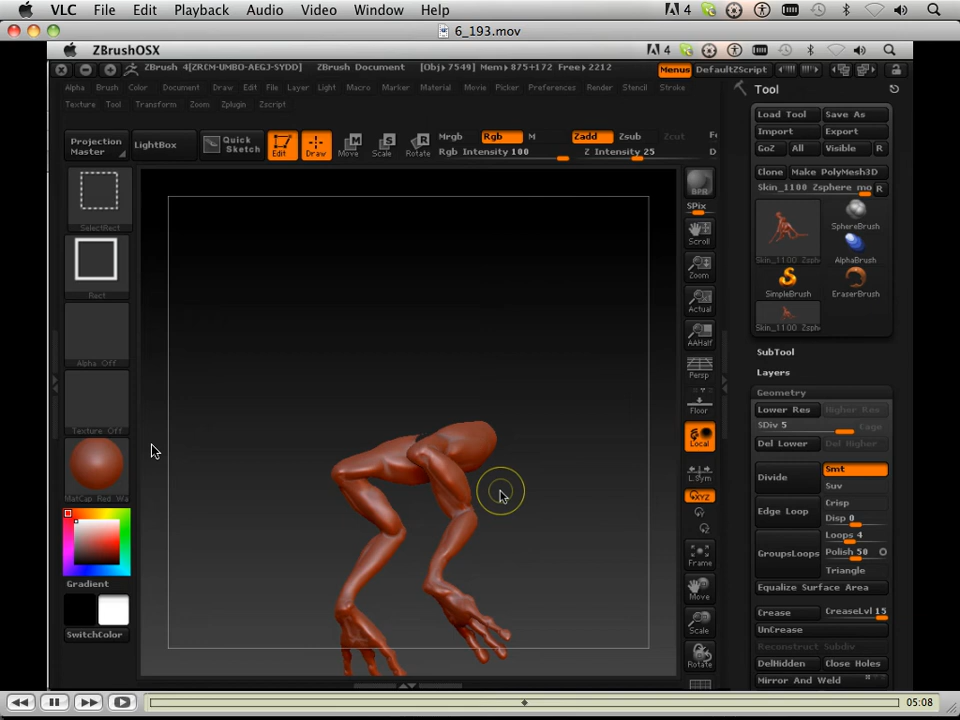 VLC File Edit Playback Audio Video Window Help 4
6_193.mov
ZBrushOSX 4
ZBrush 4[ZRCM-UMBO-AEGJ-SYDD] ZBrush Document [Obj▸7549] Mem▸875+172 Free▸2212 Menus DefaultZScript
Alpha Brush Color Document Draw Edit File Layer Light Macro Marker Material Movie Picker Preferences Render Stencil Stroke
Texture Tool Transform Zoom Zplugin Zscript
Tool
Load Tool Save As
Import Export
GoZ All Visible R
Clone Make PolyMesh3D
Skin_1100 Zsphere mo R
Projection Master
LightBox
Quick Sketch
Edit Draw Move Scale Rotate
Mrgb Rgb M Zadd Zsub Zcut
Rgb Intensity 100 Z Intensity 25
SelectRect
Rect
Alpha Off
Texture Off
MatCap Red Wa
Gradient
SwitchColor
BPR
SPix
Scroll
Zoom
Actual
AAHalf
Persp
Floor
Local
L.Sym
XYZ
Y
Z
Frame
Move
Scale
Rotate
SphereBrush
Skin_1100 Zsph AlphaBrush
SimpleBrush EraserBrush
Skin_1100 Zsph
SubTool
Layers
Geometry
Lower Res Higher Res
SDiv 5 Cage
Del Lower Del Higher
Divide Smt
Suv
Edge Loop Crisp
Disp 0
GroupsLoops Loops 4
Polish 50
Triangle
Equalize Surface Area
Crease CreaseLvl 15
UnCrease
Reconstruct Subdiv
DelHidden Close Holes
Mirror And Weld
05:08